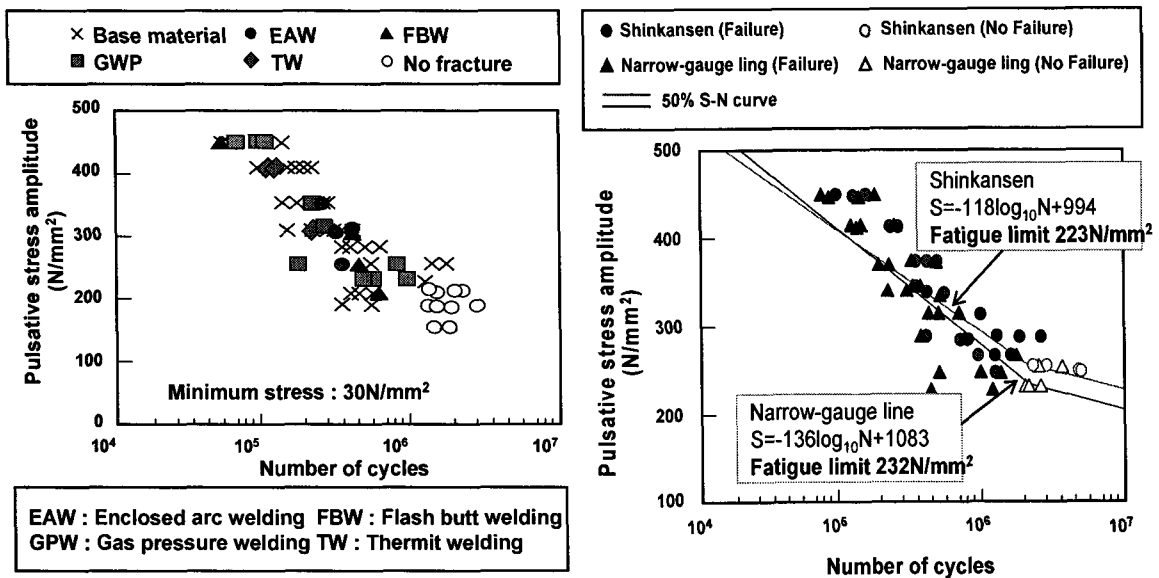 Base material EAW FBW
GWP TW No fracture
Pulsative stress amplitude
(N/mm²)
500
400
300
200
100
0
Minimum stress : 30N/mm²
10⁴ 10⁵ 10⁶ 10⁷
Number of cycles
EAW : Enclosed arc welding FBW : Flash butt welding
GPW : Gas pressure welding TW : Thermit welding
Shinkansen (Failure) Shinkansen (No Failure)
Narrow-gauge ling (Failure) Narrow-gauge ling (No Failure)
50% S-N curve
Pulsative stress amplitude
(N/mm²)
500
400
300
200
100
Shinkansen
S=-118log₁₀N+994
Fatigue limit 223N/mm²
Narrow-gauge line
S=-136log₁₀N+1083
Fatigue limit 232N/mm²
10⁴ 10⁵ 10⁶ 10⁷
Number of cycles